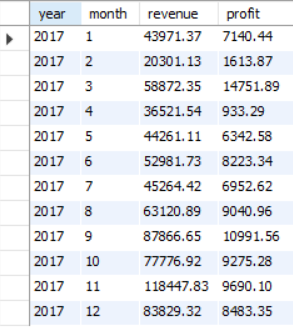 year month revenue profit
2017 1 43971.37 7140.44
2017 2 20301.13 1613.87
2017 3 58872.35 14751.89
2017 4 36521.54 933.29
2017 5 44261.11 6342.58
2017 6 52981.73 8223.34
2017 7 45264.42 6952.62
2017 8 63120.89 9040.96
2017 9 87866.65 10991.56
2017 10 77776.92 9275.28
2017 11 118447.83 9690.10
2017 12 83829.32 8483.35